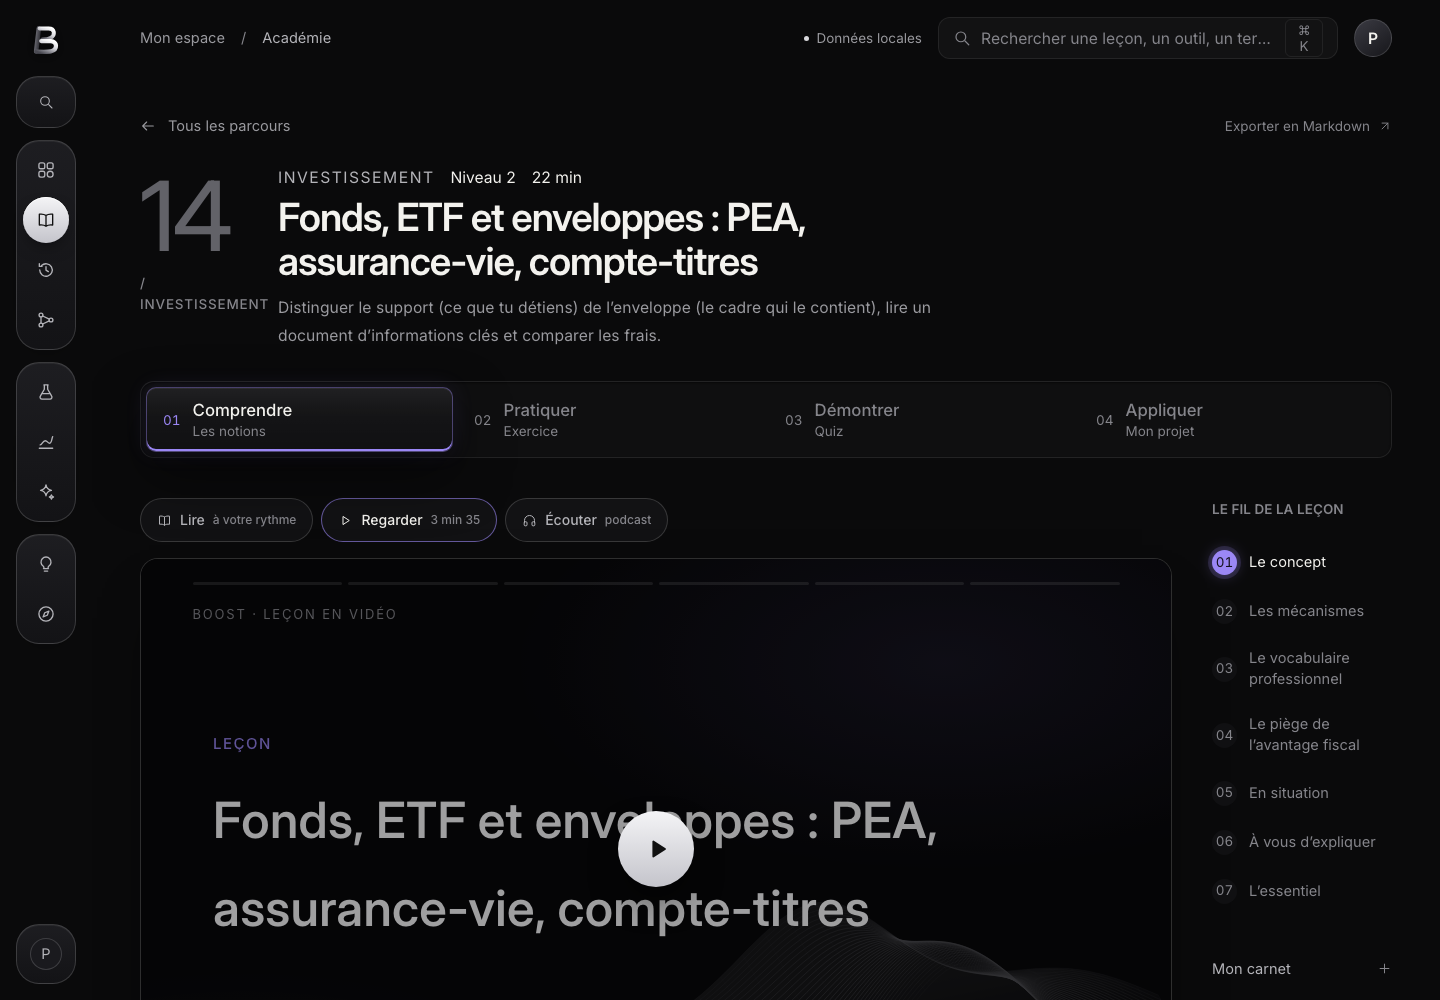 B
Mon espace / Académie
Données locales
Rechercher une leçon, un outil, un ter...
⌘
K
P
Tous les parcours
Exporter en Markdown
14
/
INVESTISSEMENT
INVESTISSEMENT Niveau 2 22 min
Fonds, ETF et enveloppes : PEA,
assurance-vie, compte-titres
Distinguer le support (ce que tu détiens) de l’enveloppe (le cadre qui le contient), lire un
document d’informations clés et comparer les frais.
01 Comprendre
Les notions
02 Pratiquer
Exercice
03 Démontrer
Quiz
04 Appliquer
Mon projet
Lire à votre rythme
Regarder 3 min 35
Écouter podcast
BOOST · LEÇON EN VIDÉO
LEÇON
Fonds, ETF et enveloppes : PEA,
assurance-vie, compte-titres
LE FIL DE LA LEÇON
01 Le concept
02 Les mécanismes
03 Le vocabulaire
professionnel
04 Le piège de
l’avantage fiscal
05 En situation
06 À vous d’expliquer
07 L’essentiel
Mon carnet +
P